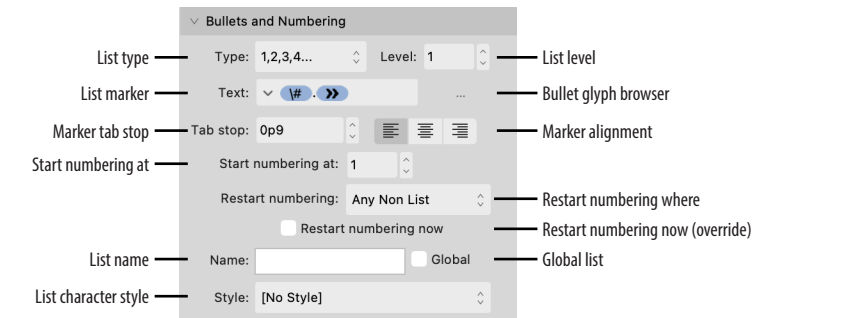 Bullets and Numbering
List type Type: 1,2,3,4... Level: 1 List level
List marker Text: \# . » ... Bullet glyph browser
Marker tab stop Tab stop: 0p9 Marker alignment
Start numbering at Start numbering at: 1
Restart numbering: Any Non List Restart numbering where
Restart numbering now Restart numbering now (override)
List name Name: Global Global list
List character style Style: [No Style]